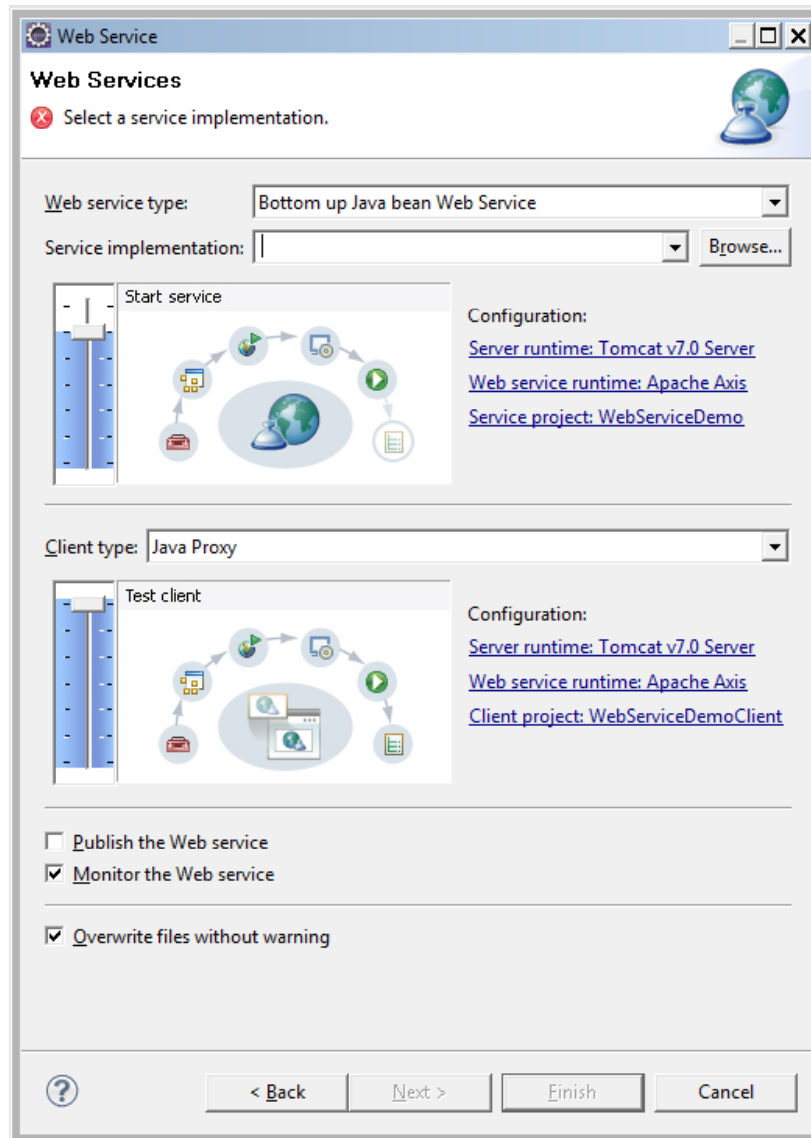 Web Service
Web Services
Select a service implementation.
Web service type: Bottom up Java bean Web Service
Service implementation: Browse...
Start service
Configuration:
Server runtime: Tomcat v7.0 Server
Web service runtime: Apache Axis
Service project: WebServiceDemo
Client type: Java Proxy
Test client
Configuration:
Server runtime: Tomcat v7.0 Server
Web service runtime: Apache Axis
Client project: WebServiceDemoClient
Publish the Web service
Monitor the Web service
Overwrite files without warning
? < Back Next > Finish Cancel